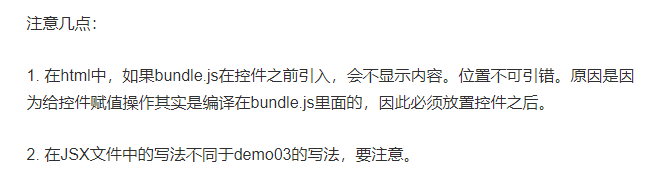 注意几点：
1. 在html中，如果bundle.js在控件之前引入，会不显示内容。位置不可引错。原因是因
为给控件赋值操作其实是编译在bundle.js里面的，因此必须放置控件之后。
2. 在JSX文件中的写法不同于demo03的写法，要注意。